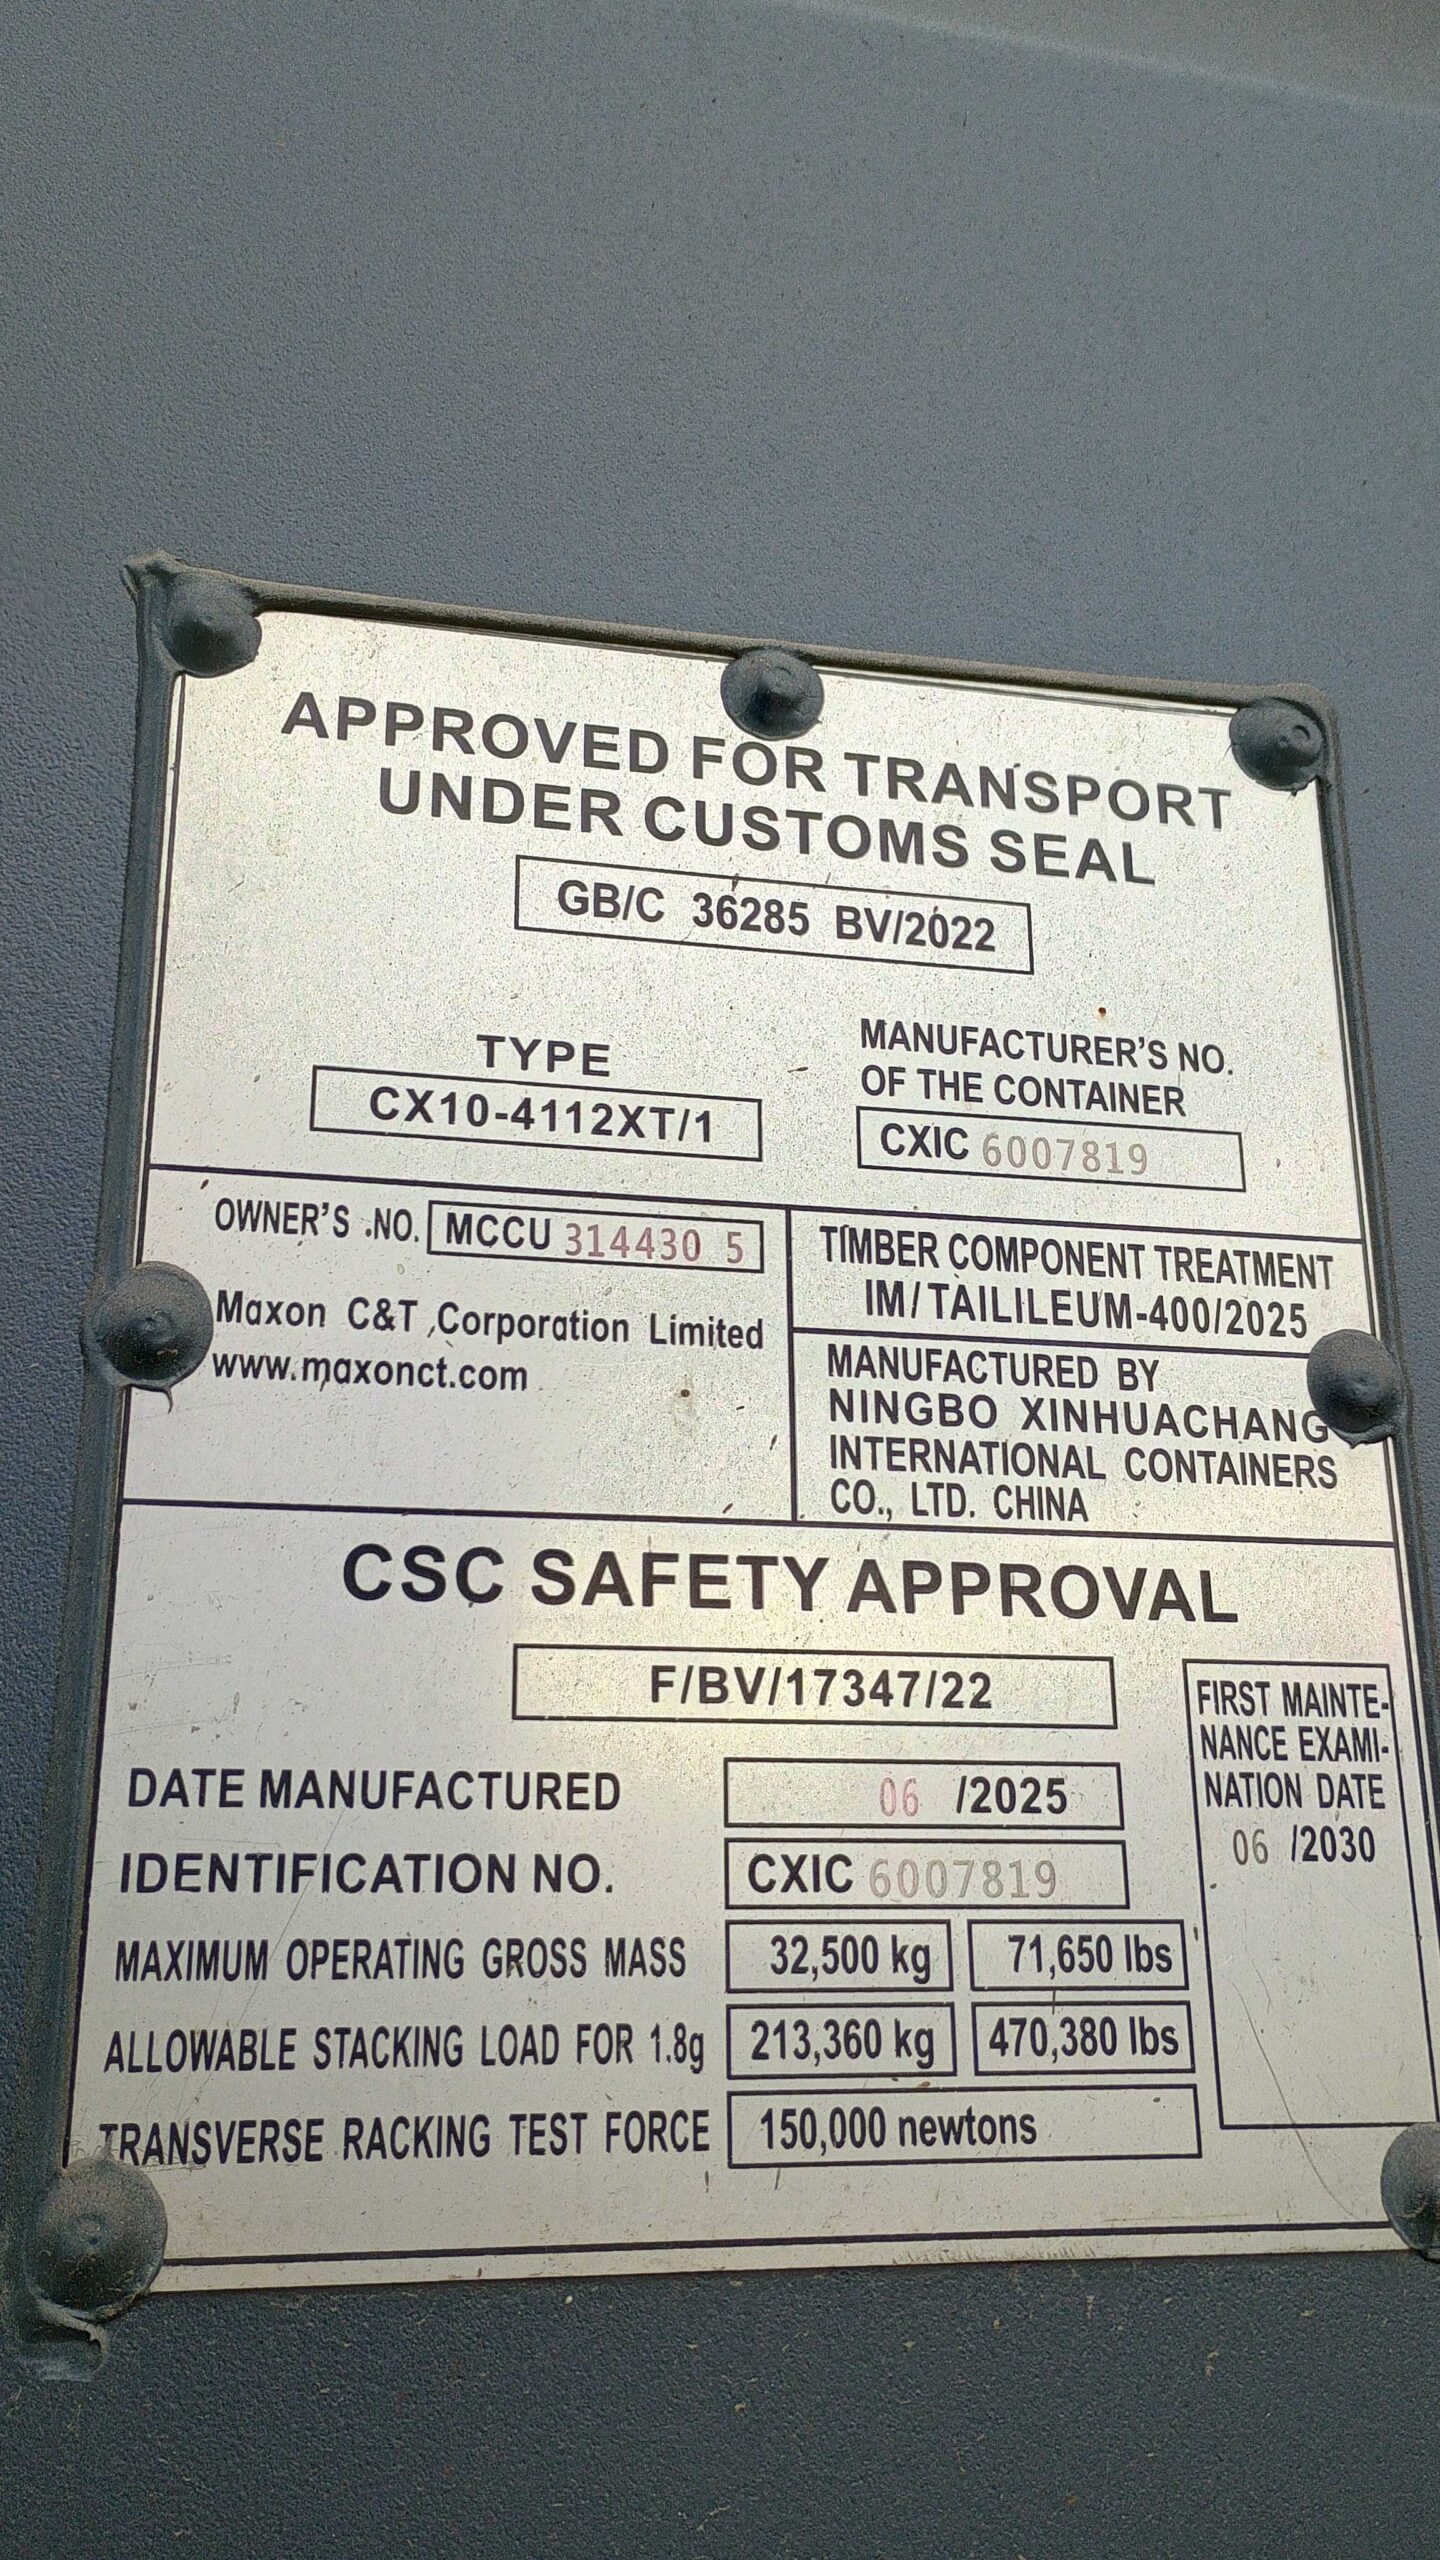 APPROVED FOR TRANSPORT
UNDER CUSTOMS SEAL
GB/C 36285 BV/2022
TYPE
CX10-4112XT/1
MANUFACTURER'S NO.
OF THE CONTAINER
CXIC 6007819
OWNER'S NO. MCCU 314430 5
Maxon C&T Corporation Limited
www.maxonct.com
TIMBER COMPONENT TREATMENT
IM/TAILILEUM-400/2025
MANUFACTURED BY
NINGBO XINHUACHANG
INTERNATIONAL CONTAINERS
CO., LTD. CHINA
CSC SAFETY APPROVAL
F/BV/17347/22
DATE MANUFACTURED 06 /2025
IDENTIFICATION NO. CXIC 6007819
MAXIMUM OPERATING GROSS MASS 32,500 kg 71,650 lbs
ALLOWABLE STACKING LOAD FOR 1.8g 213,360 kg 470,380 lbs
TRANSVERSE RACKING TEST FORCE 150,000 newtons
FIRST MAINTE-
NANCE EXAMI-
NATION DATE
06 /2030